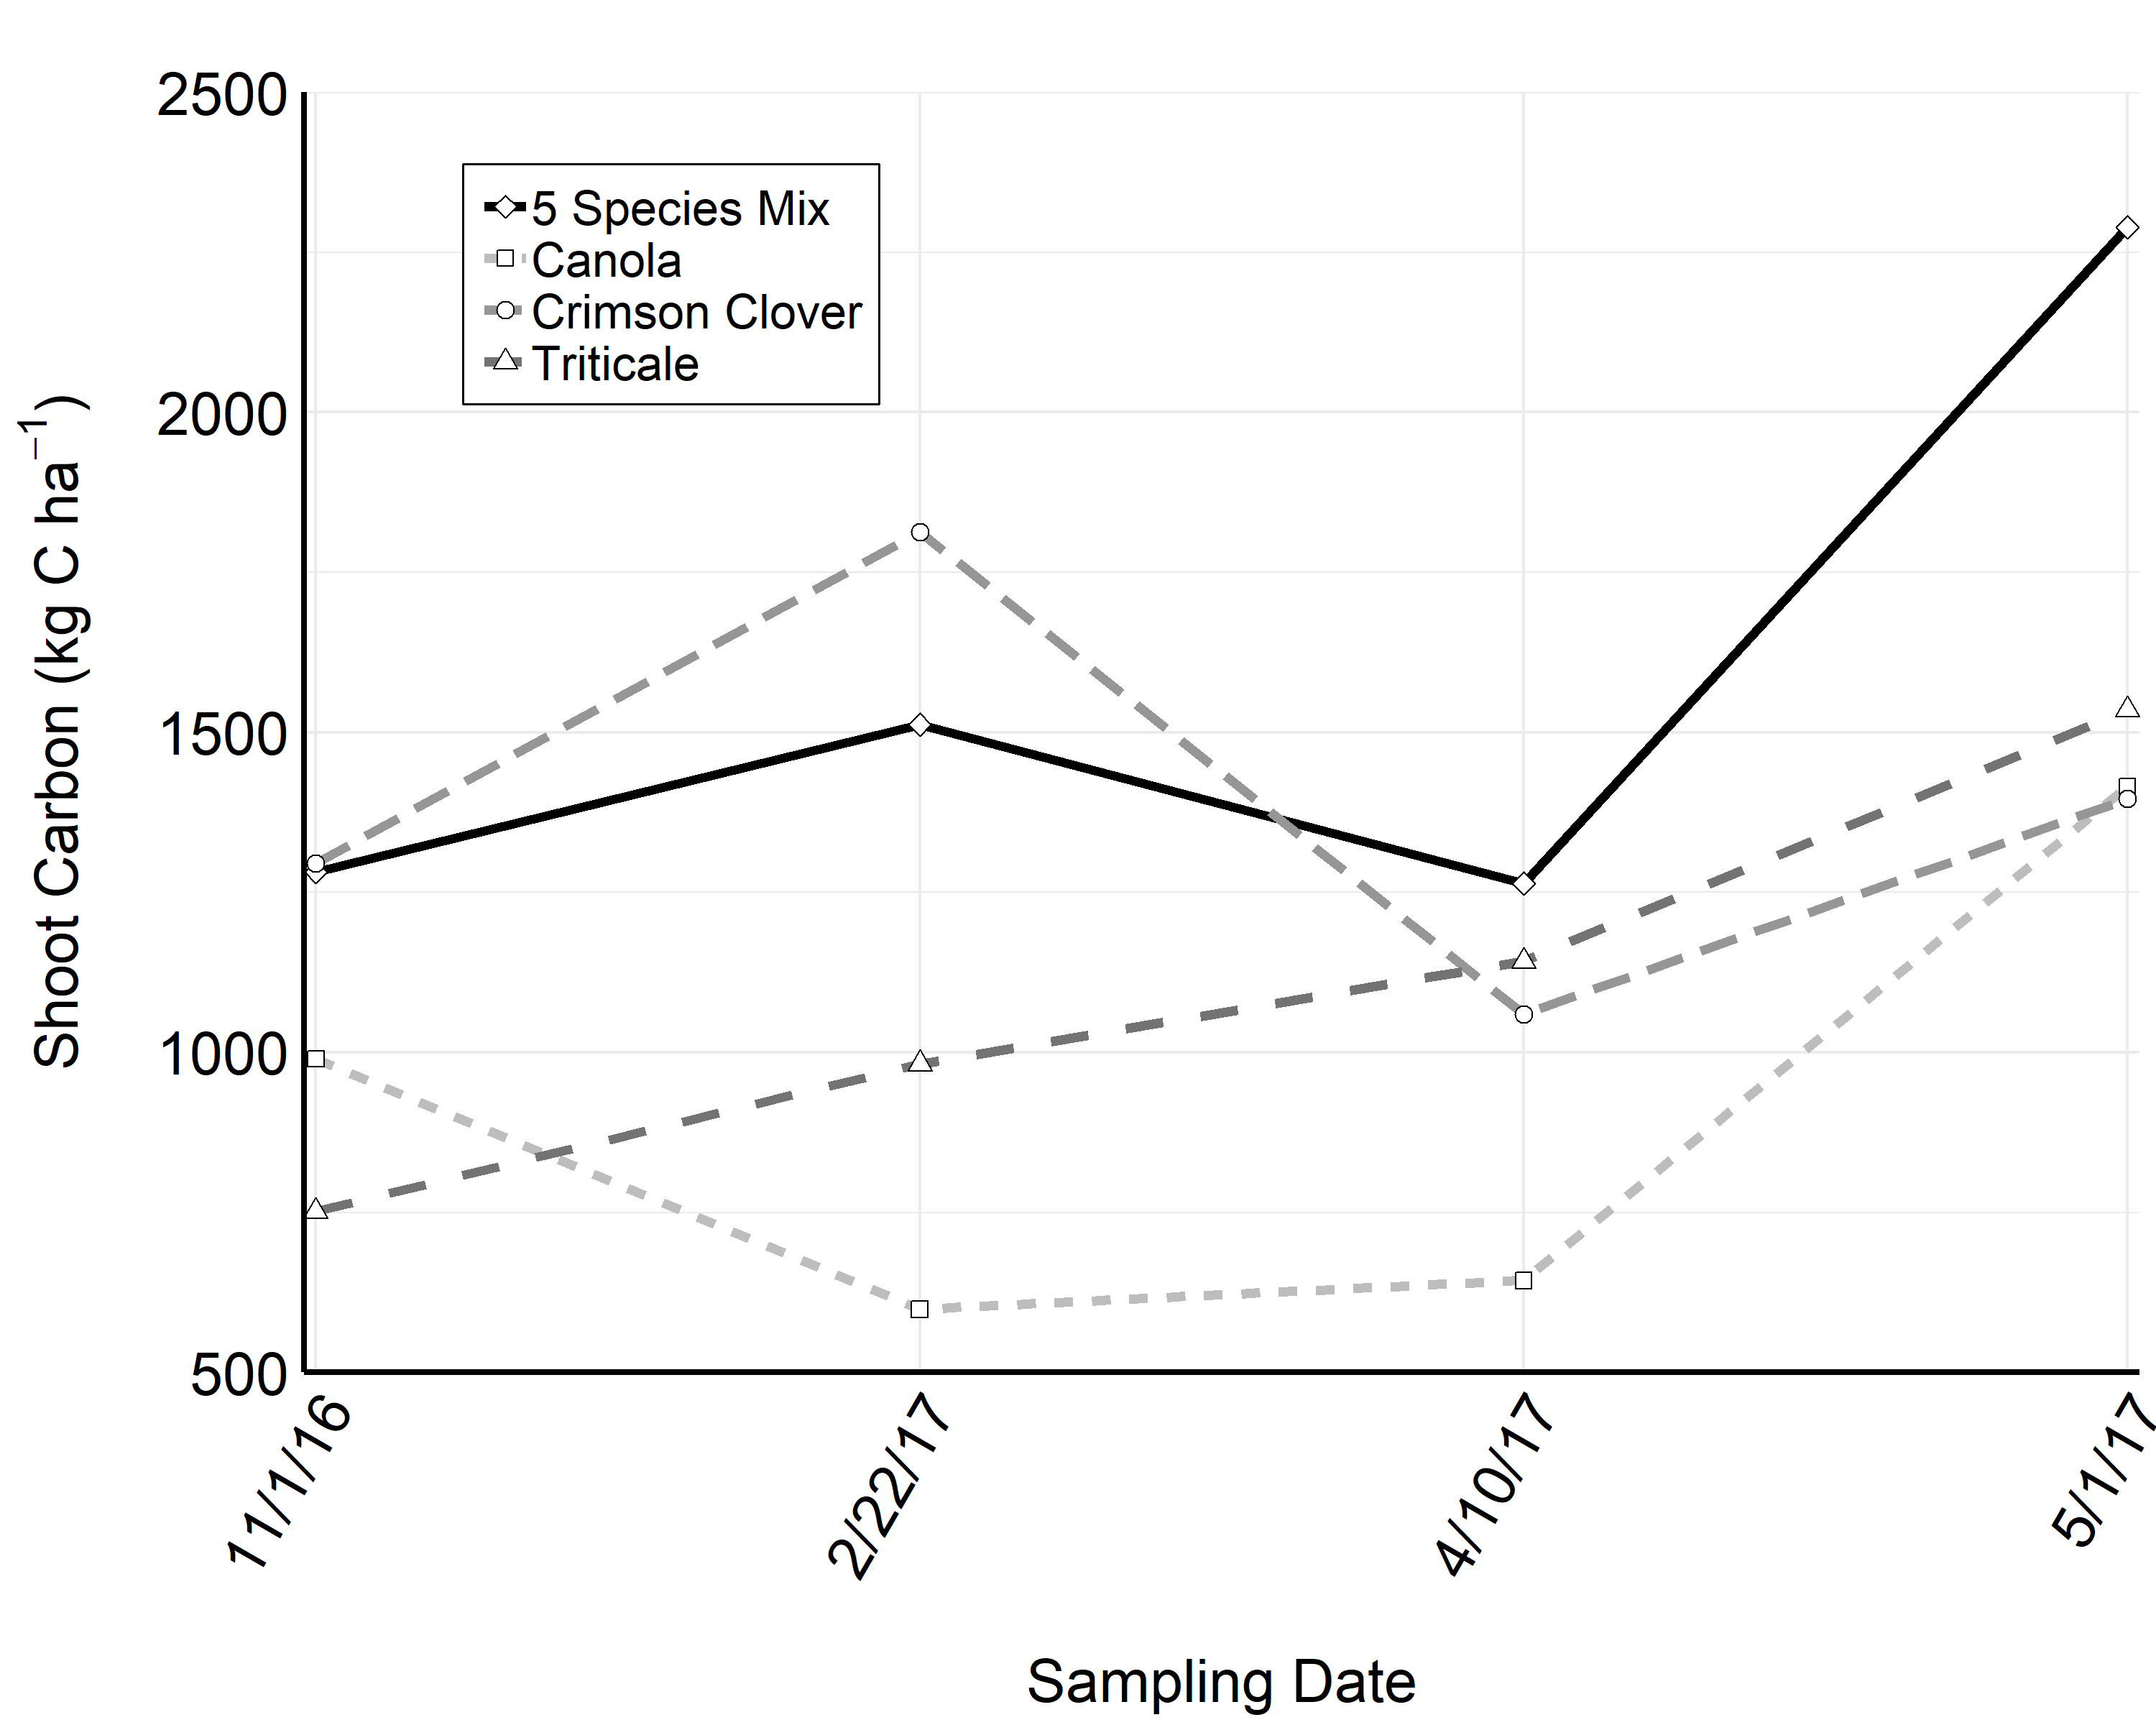 2500
2000
1500
1000
500
Shoot Carbon (kg C ha⁻¹)
5 Species Mix
Canola
Crimson Clover
Triticale
11/1/16
2/22/17
4/10/17
5/1/17
Sampling Date